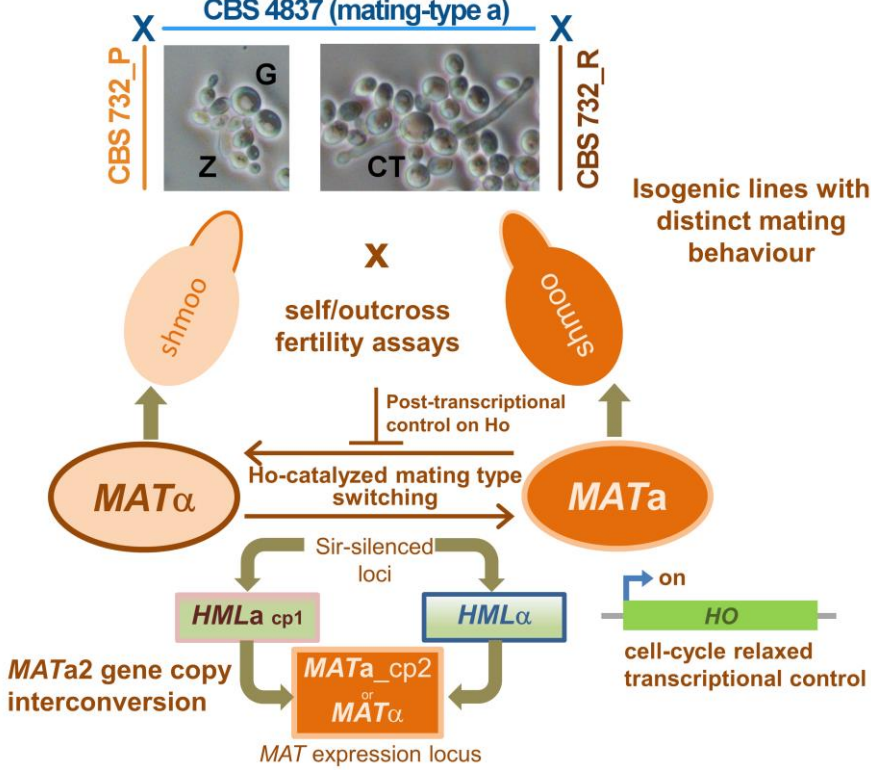 CBS 4837 (mating-type a)
X
X
CBS 732_P
G
Z
CT
CBS 732_R
Isogenic lines with
distinct mating
behaviour
shmoo
x
shmoo
self/outcross
fertility assays
Post-transcriptional
control on Ho
MATα
Ho-catalyzed mating type
switching
MATa
Sir-silenced
loci
HMLa cp1
HMLα
on
HO
cell-cycle relaxed
transcriptional control
MATa2 gene copy
interconversion
MATa_cp2
or
MATα
MAT expression locus